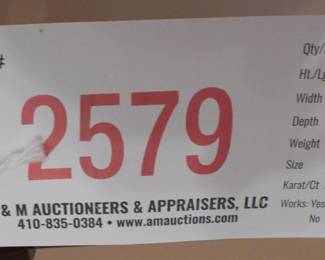 #
2579
& M AUCTIONEERS & APPRAISERS, LLC
410-835-0384 • www.amauctions.com
Qty/
Ht./Lg
Width
Depth
Weight
Size
Karat/Ct
Works: Yes
No